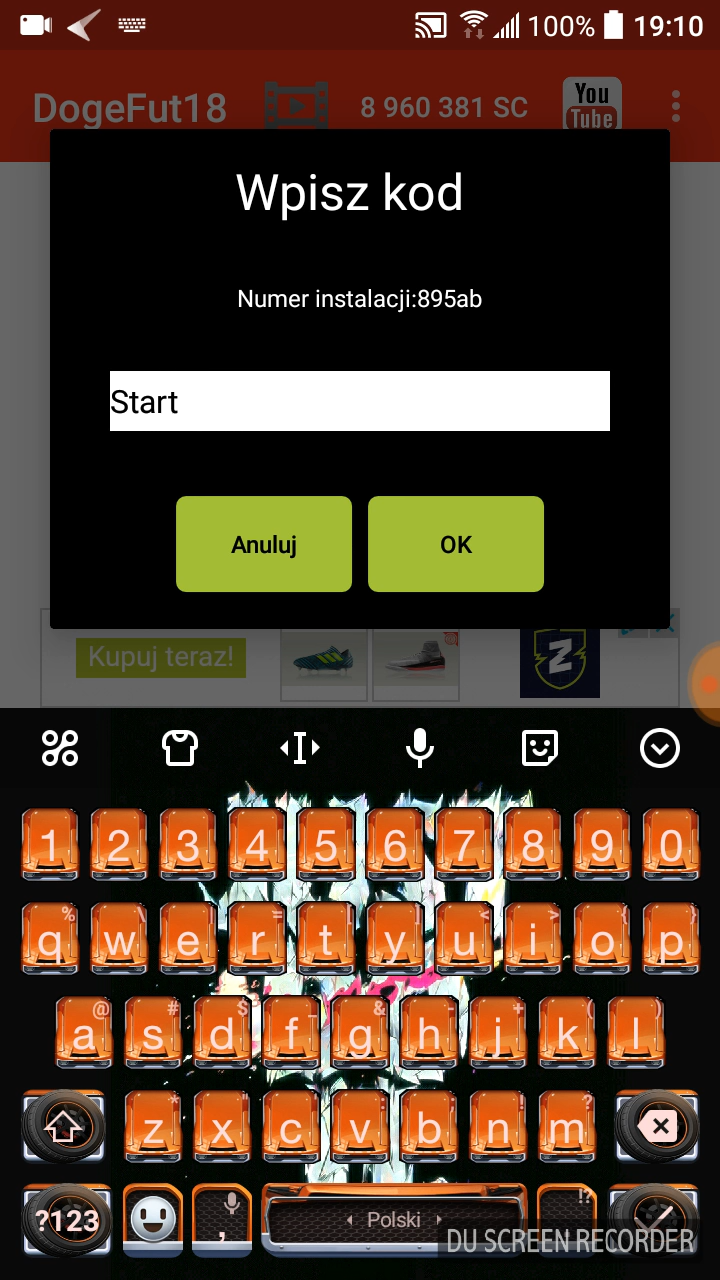 100% 19:10
DogeFut18 8 960 381 SC You Tube
Wpisz kod
Numer instalacji:895ab
Start
Anuluj OK
Kupuj teraz! Z
1 2 3 4 5 6 7 8 9 0
q w e r t y u i o p
a s d f g h j k l
z x c v b n m
?123 , Polski !?
DU SCREEN RECORDER